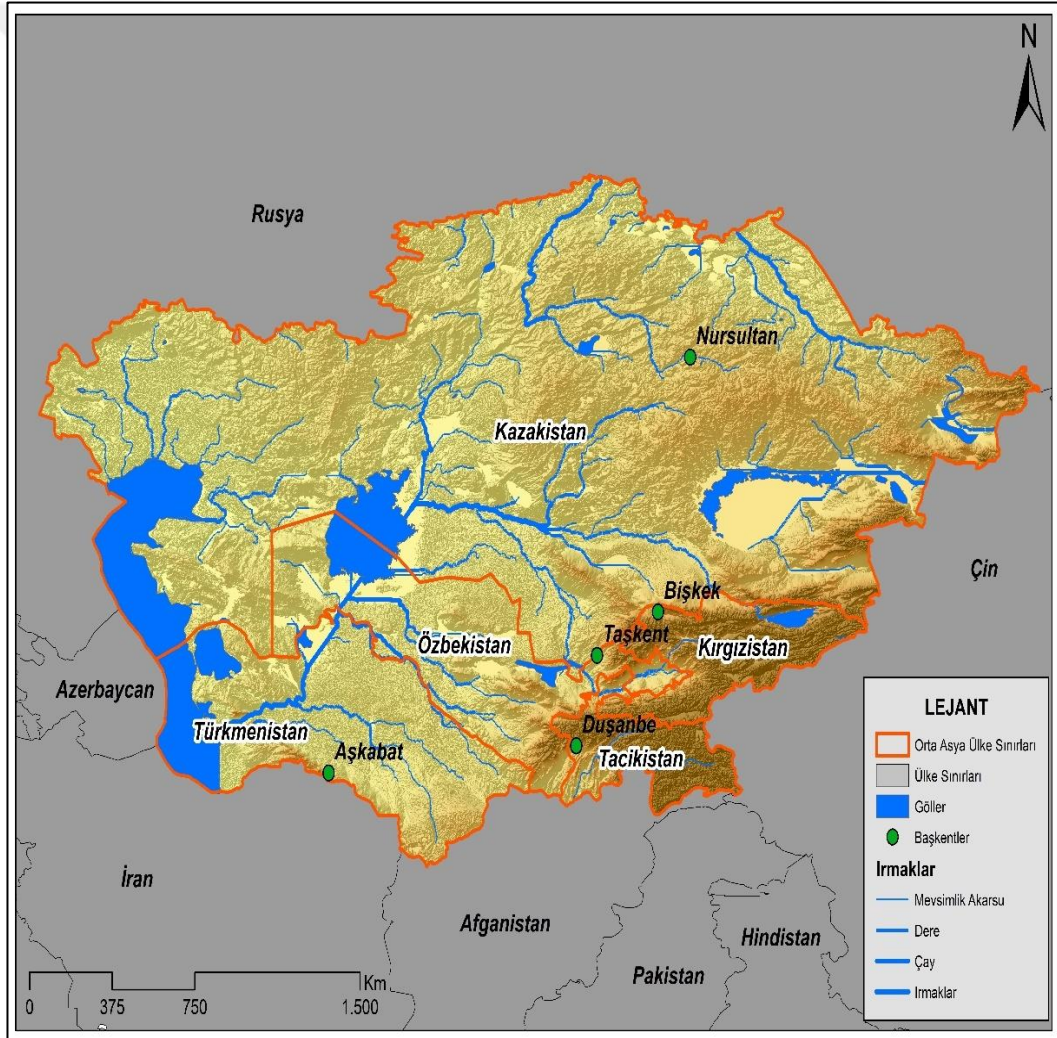 N
Rusya
Nursultan
Kazakistan
Çin
Bişkek
Taşkent
Özbekistan
Kırgızistan
Azerbaycan
Türkmenistan
Duşanbe
Aşkabat
Tacikistan
İran
Afganistan
Hindistan
Pakistan
Km
0 375 750 1.500
LEJANT
Orta Asya Ülke Sınırları
Ülke Sınırları
Göller
Başkentler
Irmaklar
Mevsimlik Akarsu
Dere
Çay
Irmaklar